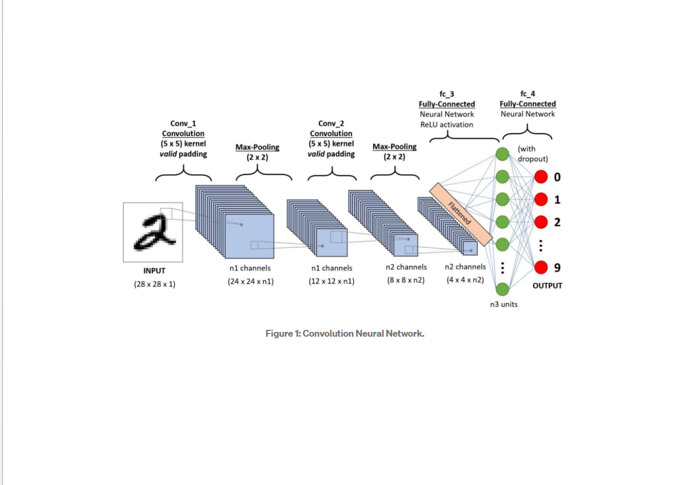 fc_3
Fully-Connected
Neural Network
ReLU activation
fc_4
Fully-Connected
Neural Network
Conv_1
Convolution
(5 x 5) kernel
valid padding
Max-Pooling
(2 x 2)
Conv_2
Convolution
(5 x 5) kernel
valid padding
Max-Pooling
(2 x 2)
(with
dropout)
Flattened
2
0
1
2
9
INPUT
(28 x 28 x 1)
n1 channels
(24 x 24 x n1)
n1 channels
(12 x 12 x n1)
n2 channels
(8 x 8 x n2)
n2 channels
(4 x 4 x n2)
OUTPUT
n3 units
Figure 1: Convolution Neural Network.